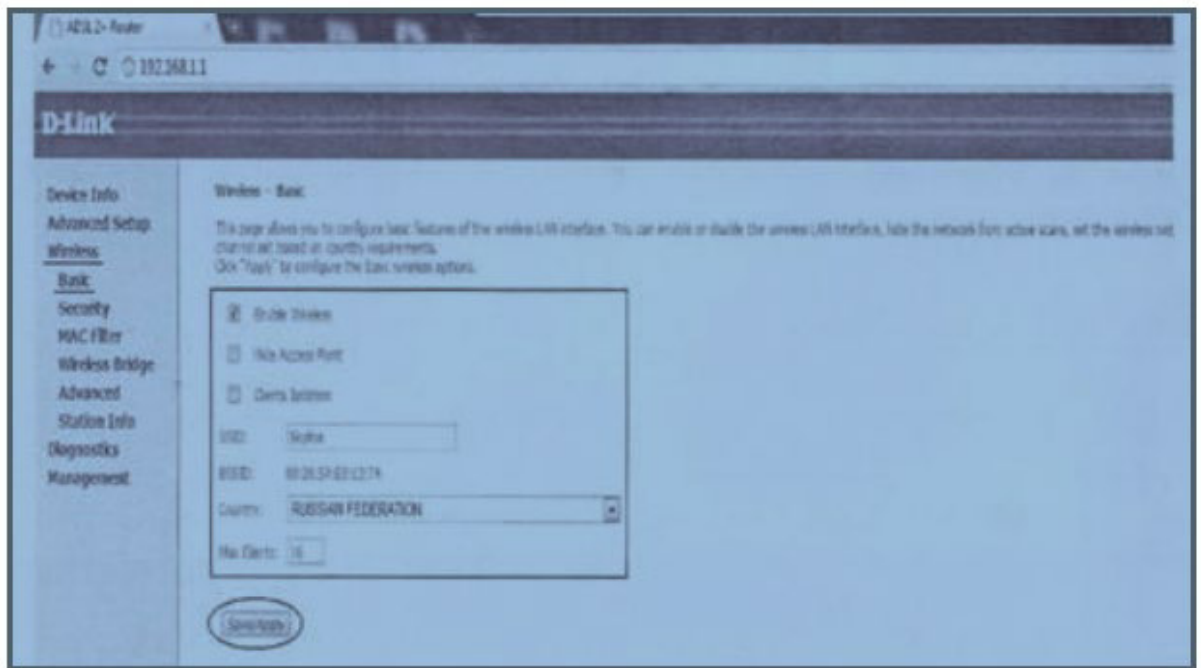 ADSL2+ Router
192.168.1.1
D-Link
Device Info
Advanced Setup
Wireless
Basic
Security
MAC Filter
Wireless Bridge
Advanced
Station Info
Diagnostics
Management
Wireless - Basic
This page allows you to configure basic features of the wireless LAN interface. You can enable or disable the wireless LAN interface, hide the network from active scans, set the wireless net
channel set based on country requirements.
Click "Apply" to configure the basic wireless options.
Enable Wireless
Hide Access Point
Clients Isolation
SSID:
BSSID:
Country: RUSSIAN FEDERATION
Max Clients: 16
Save/Apply